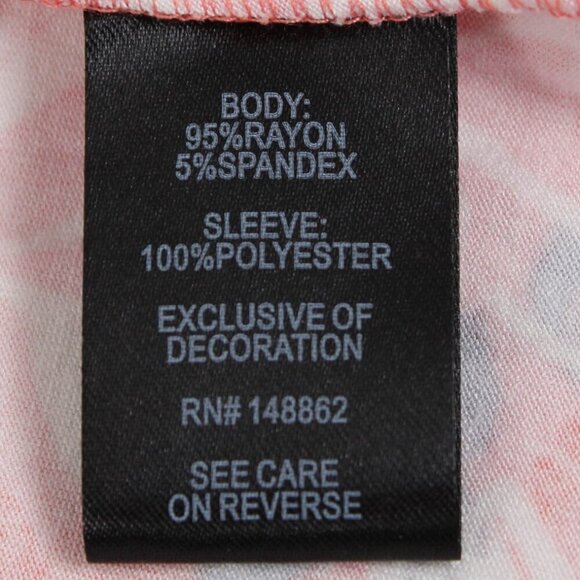 BODY:
95%RAYON
5%SPANDEX
SLEEVE:
100%POLYESTER
EXCLUSIVE OF
DECORATION
RN# 148862
SEE CARE
ON REVERSE